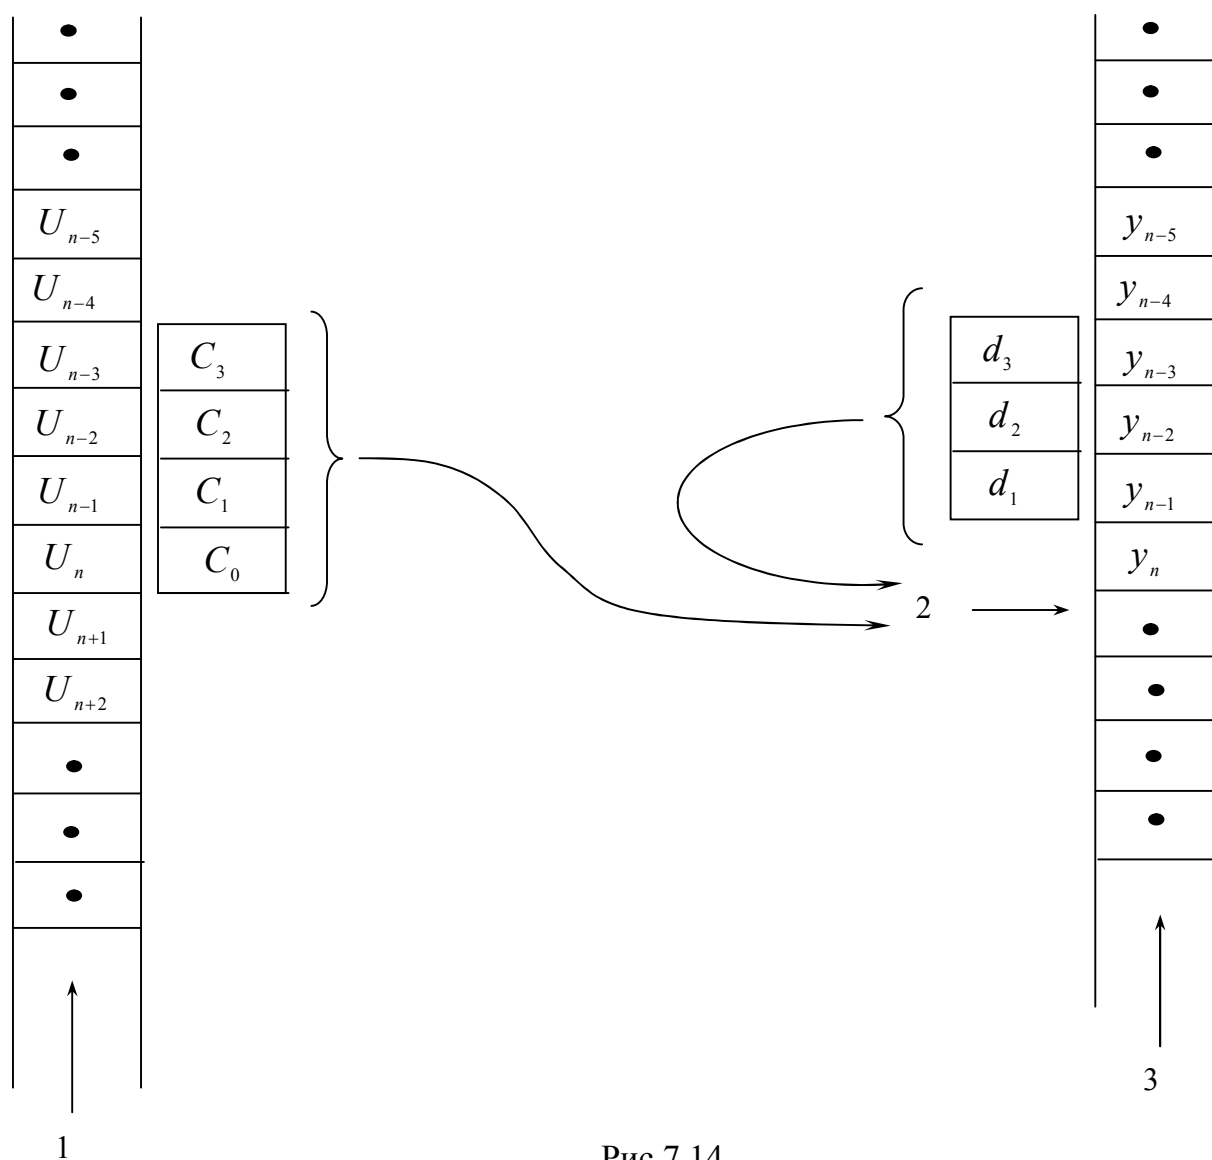 U_{n-5}
U_{n-4}
U_{n-3}
U_{n-2}
U_{n-1}
U_n
U_{n+1}
U_{n+2}
1
C_3
C_2
C_1
C_0
2
d_3
d_2
d_1
y_{n-5}
y_{n-4}
y_{n-3}
y_{n-2}
y_{n-1}
y_n
3
Рис 7.14